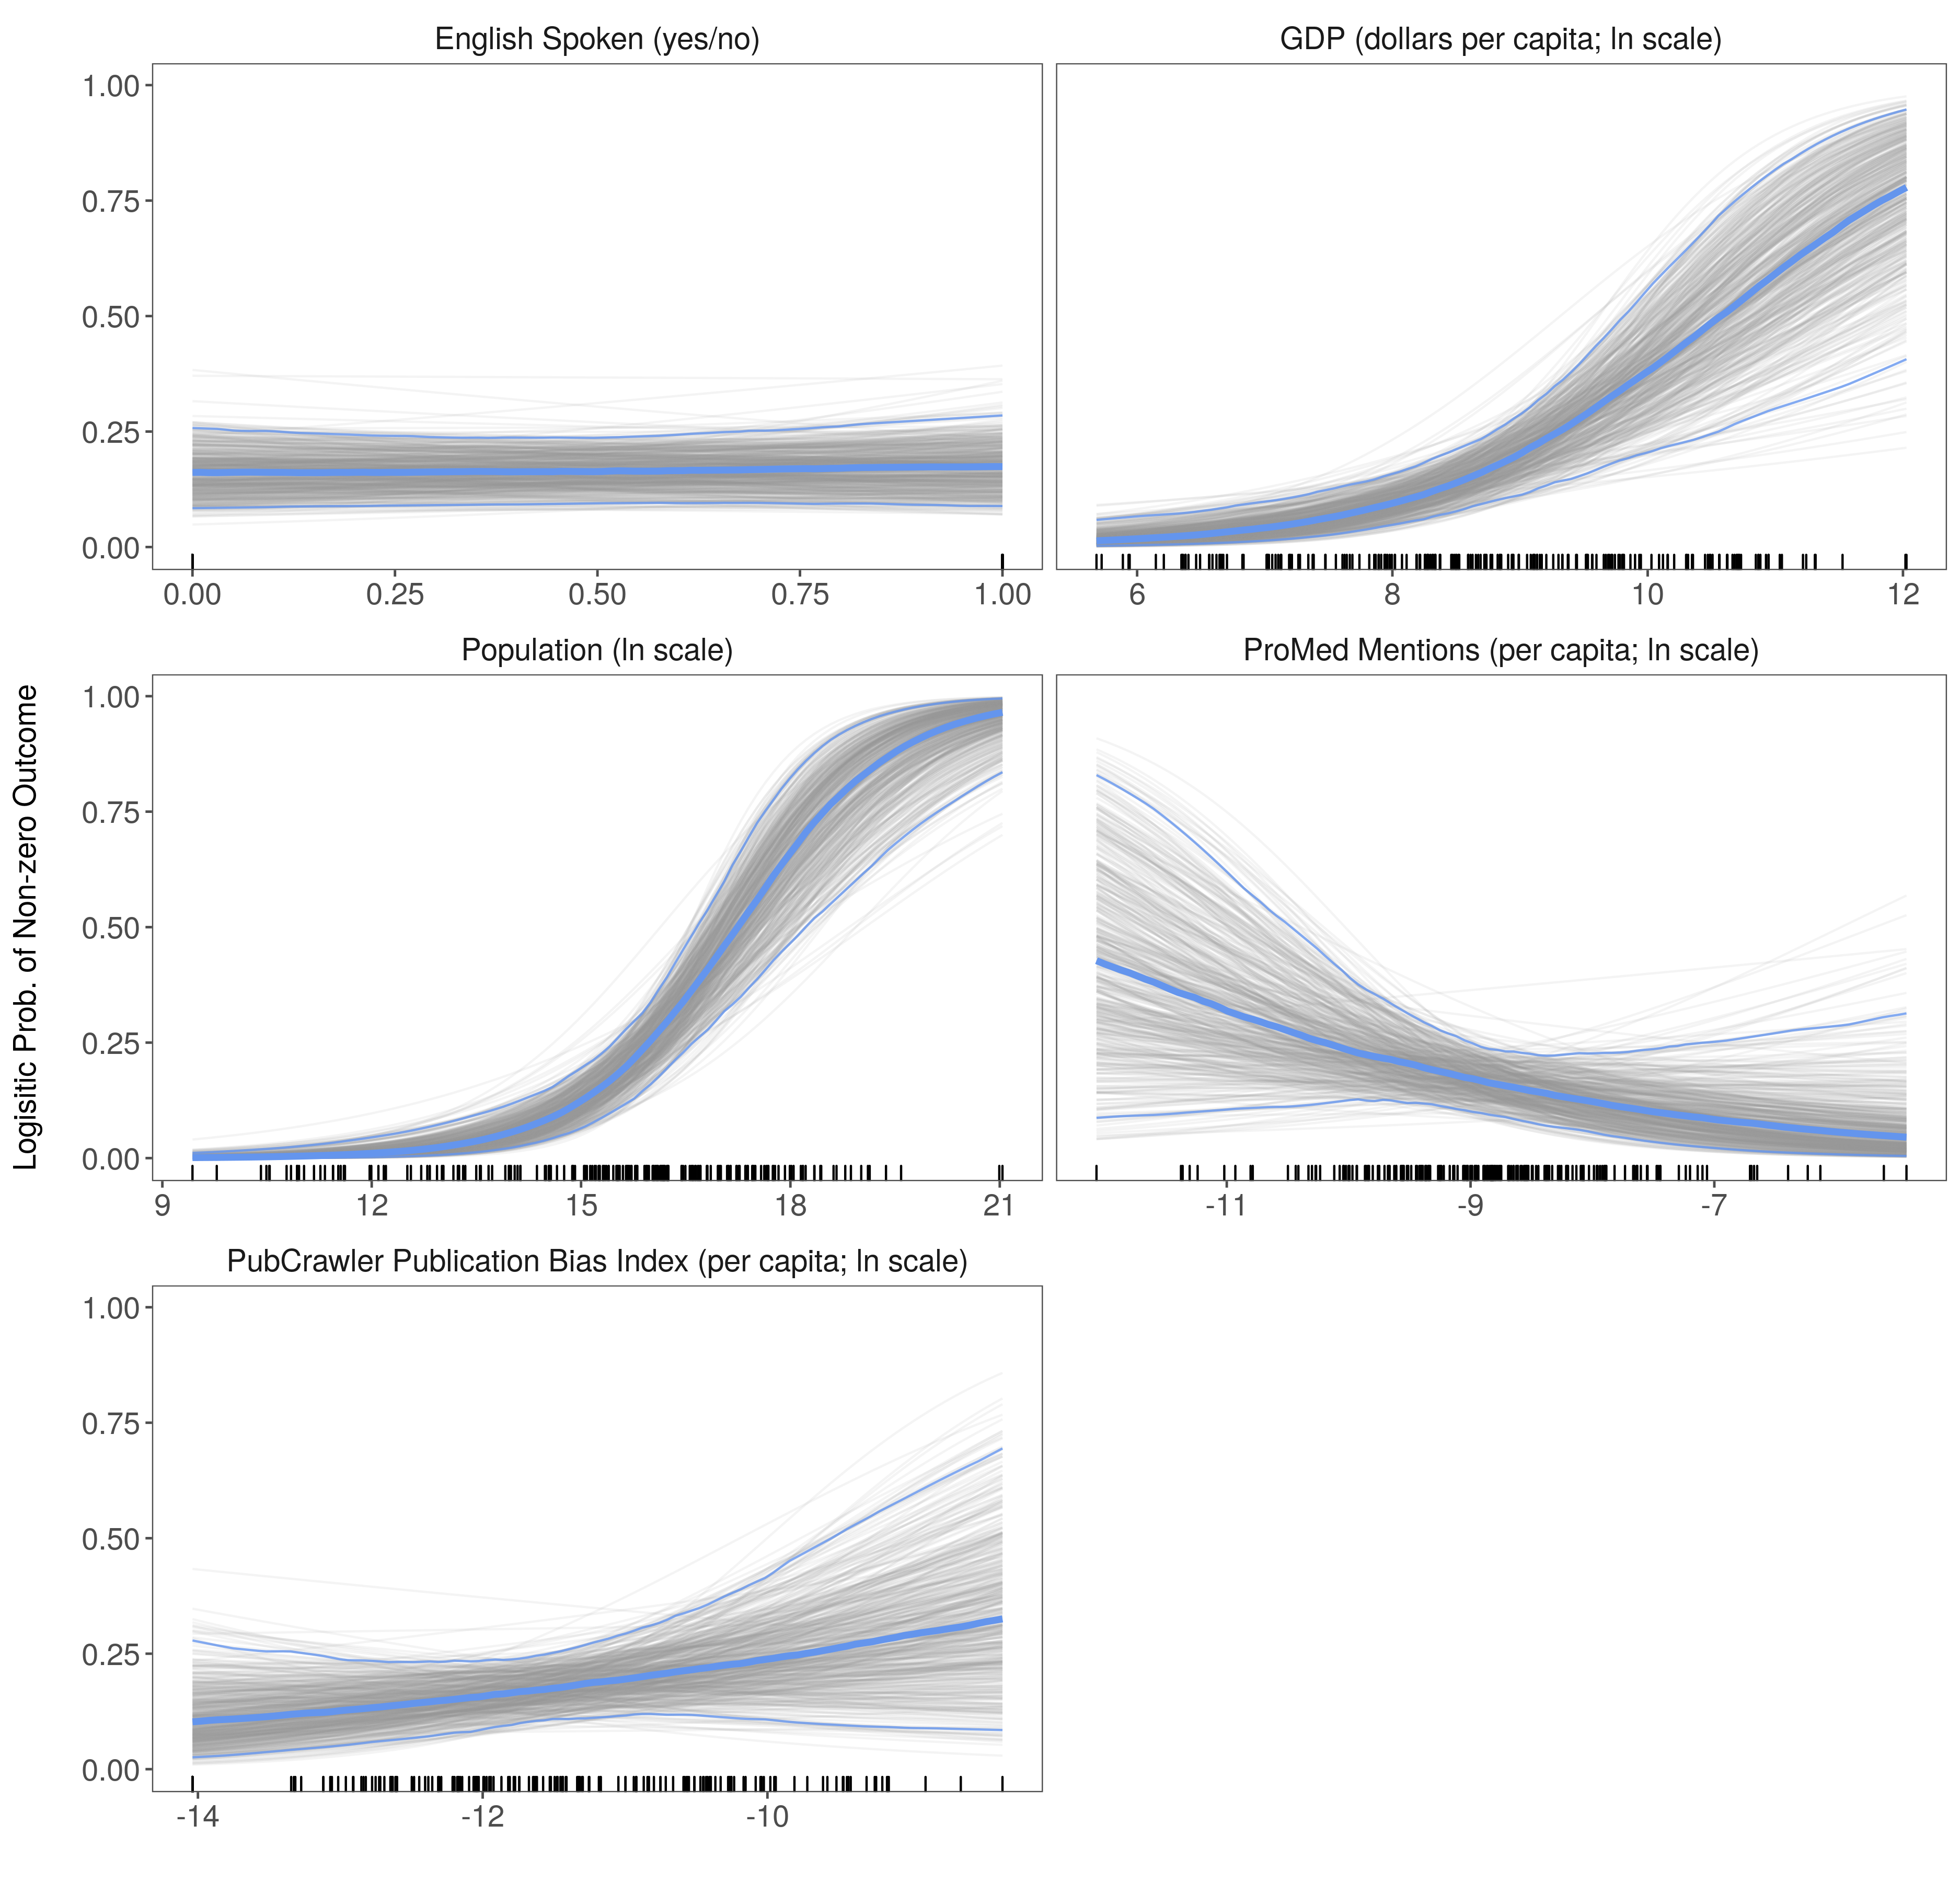 English Spoken (yes/no)
GDP (dollars per capita; ln scale)
1.00
0.75
0.50
0.25
0.00
0.00 0.25 0.50 0.75 1.00
6 8 10 12
Population (ln scale)
ProMed Mentions (per capita; ln scale)
Logisitic Prob. of Non-zero Outcome
1.00
0.75
0.50
0.25
0.00
9 12 15 18 21
-11 -9 -7
PubCrawler Publication Bias Index (per capita; ln scale)
1.00
0.75
0.50
0.25
0.00
-14 -12 -10